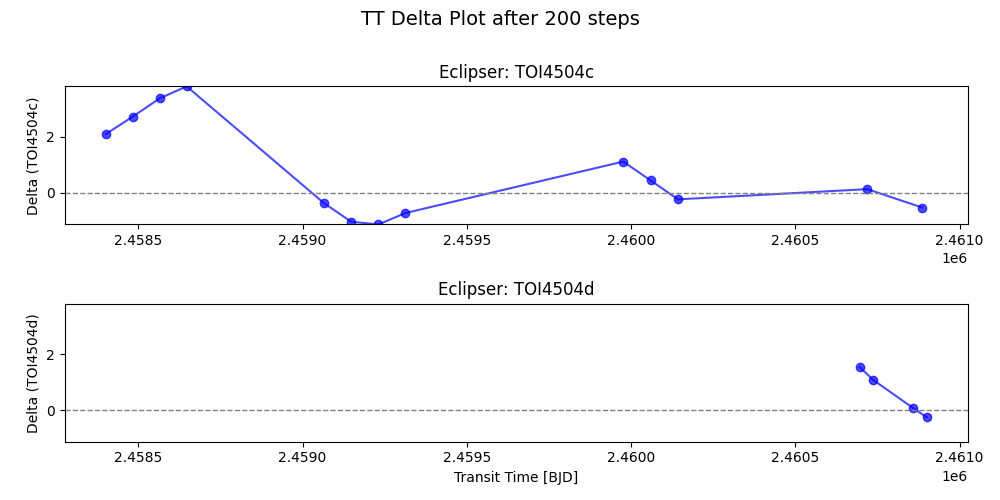 TT Delta Plot after 200 steps
Eclipser: TOI4504c
Delta (TOI4504c)
2
0
2.4585 2.4590 2.4595 2.4600 2.4605 2.4610
1e6
Eclipser: TOI4504d
Delta (TOI4504d)
2
0
2.4585 2.4590 2.4595 2.4600 2.4605 2.4610
1e6
Transit Time [BJD]